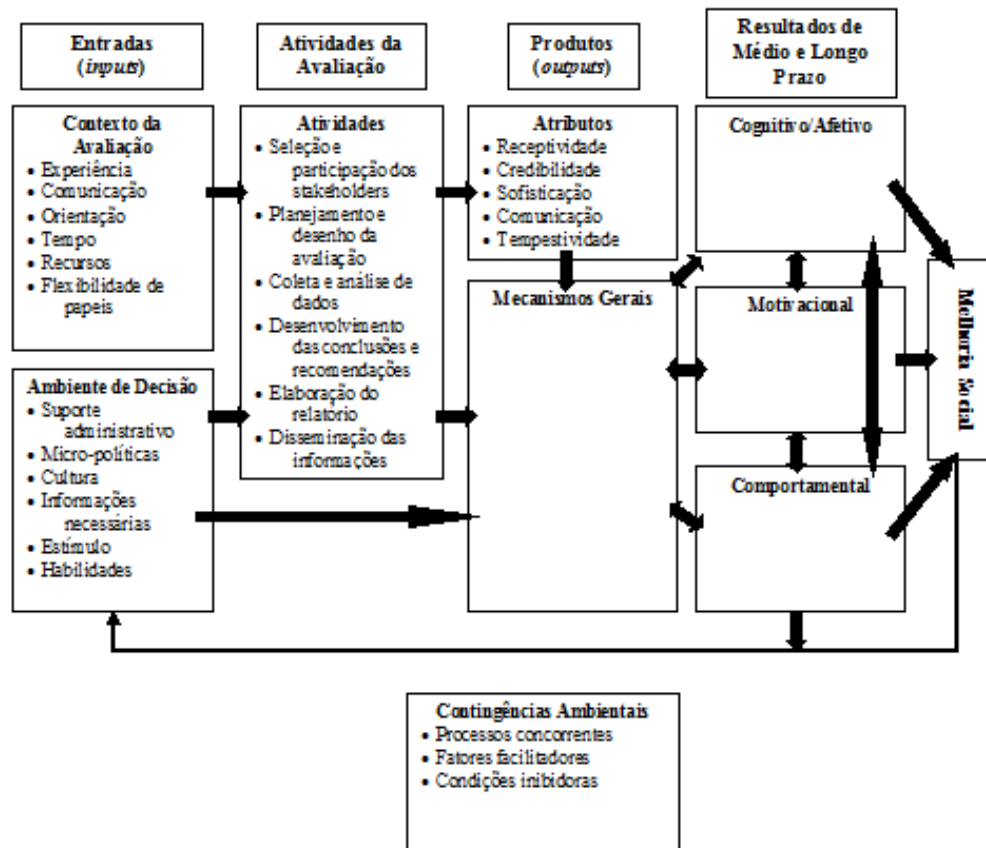 Entradas
(inputs)
Atividades da
Avaliação
Produtos
(outputs)
Resultados de
Médio e Longo
Prazo
Contexto da
Avaliação
• Experiência
• Comunicação
• Orientação
• Tempo
• Recursos
• Flexibilidade de
papeis
Ambiente de Decisão
• Suporte
administrativo
• Micro-políticas
• Cultura
• Informações
necessárias
• Estímulo
• Habilidades
Atividades
• Seleção e
participação dos
stakeholders
• Planejamento e
desenho da
avaliação
• Coleta e análise de
dados
• Desenvolvimento
das conclusões e
recomendações
• Elaboração do
relatório
• Disseminação das
informações
Atributos
• Receptividade
• Credibilidade
• Sofisticação
• Comunicação
• Tempestividade
Mecanismos Gerais
Cognitivo/Afetivo
Motivacional
Comportamental
Melhoria Social
Contingências Ambientais
• Processos concorrentes
• Fatores facilitadores
• Condições inibidoras